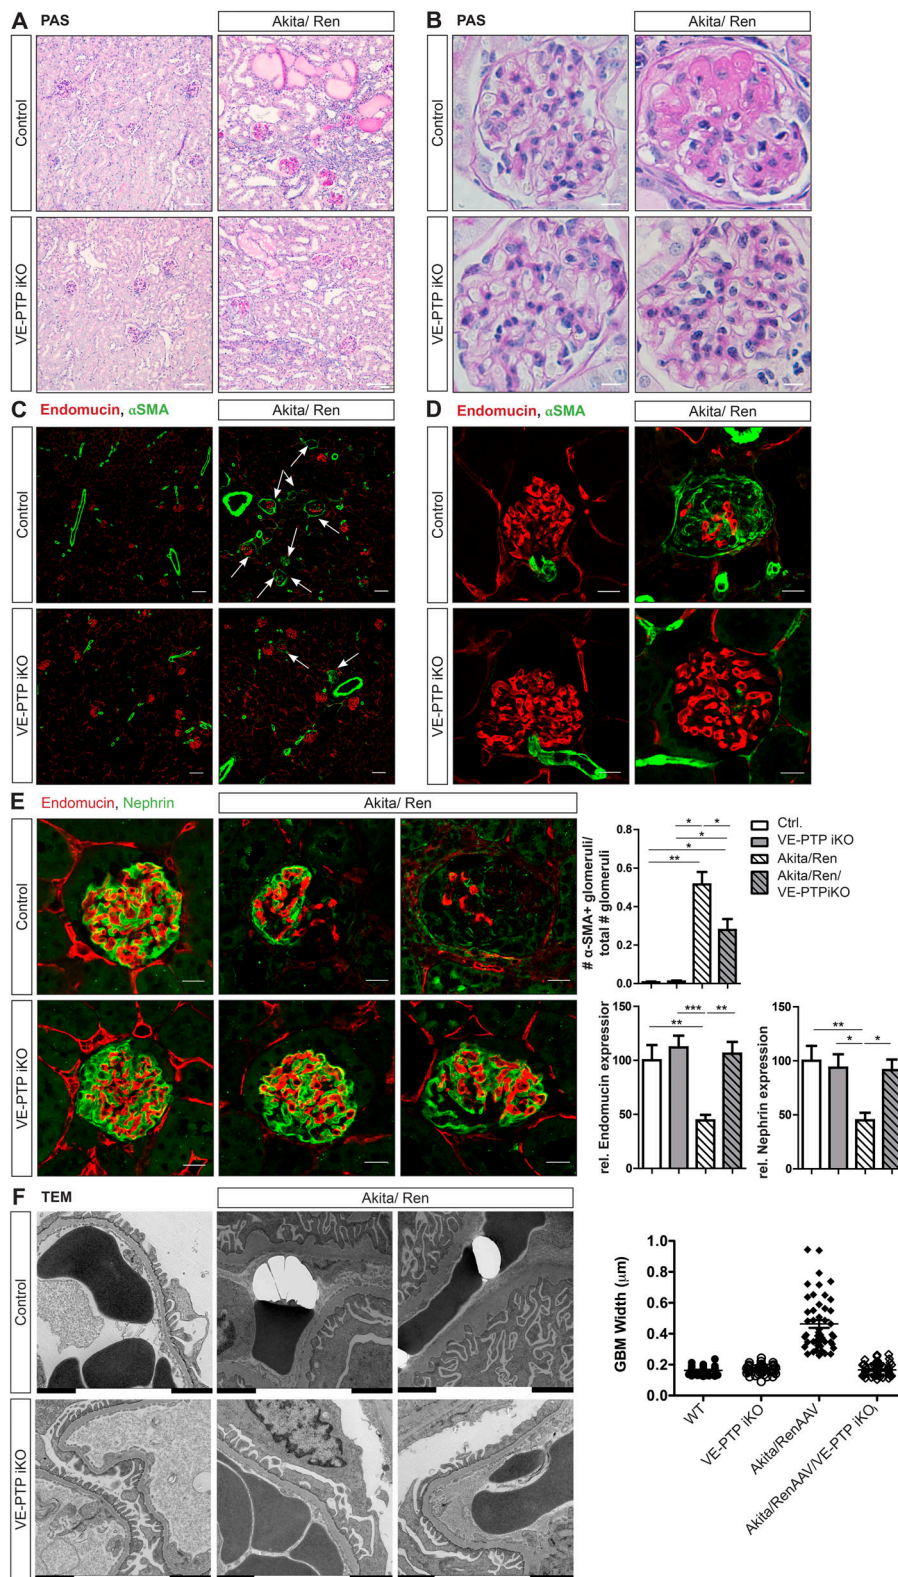 A PAS Akita/ Ren
Control
VE-PTP iKO
B PAS Akita/ Ren
Control
VE-PTP iKO
C Endomucin, αSMA Akita/ Ren
Control
VE-PTP iKO
D Endomucin, αSMA Akita/ Ren
Control
VE-PTP iKO
E Endomucin, Nephrin Akita/ Ren
Control
VE-PTP iKO
# α-SMA+ glomeruli/
total # glomeruli
0.8
0.6
0.4
0.2
0.0
* *
*
*
**
Ctrl.
VE-PTP iKO
Akita/Ren
Akita/Ren/
VE-PTPiKO
rel. Endomucin expression
150
100
50
0
*** **
**
rel. Nephrin expression
150
100
50
0
**
* *
F TEM Akita/ Ren
Control
VE-PTP iKO
GBM Width (μm)
1.0
0.8
0.6
0.4
0.2
0.0
WT
VE-PTP iKO
Akita/RenAAV
Akita/RenAAV/VE-PTP iKO,